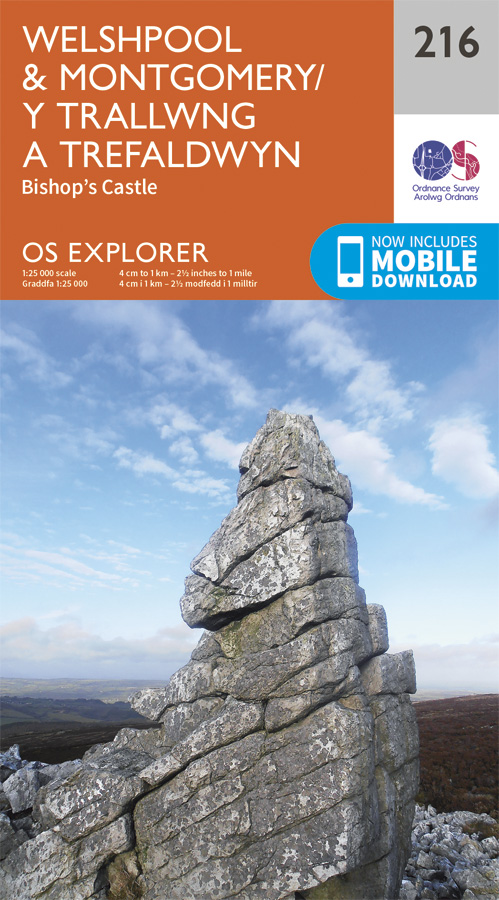 WELSHPOOL
& MONTGOMERY/
Y TRALLWNG
A TREFALDWYN
Bishop's Castle
216
OS
Ordnance Survey
Arolwg Ordnans
OS EXPLORER
1:25 000 scale
Graddfa 1:25 000
4 cm to 1 km – 2½ inches to 1 mile
4 cm i 1 km – 2½ modfedd i 1 milltir
NOW INCLUDES
MOBILE
DOWNLOAD